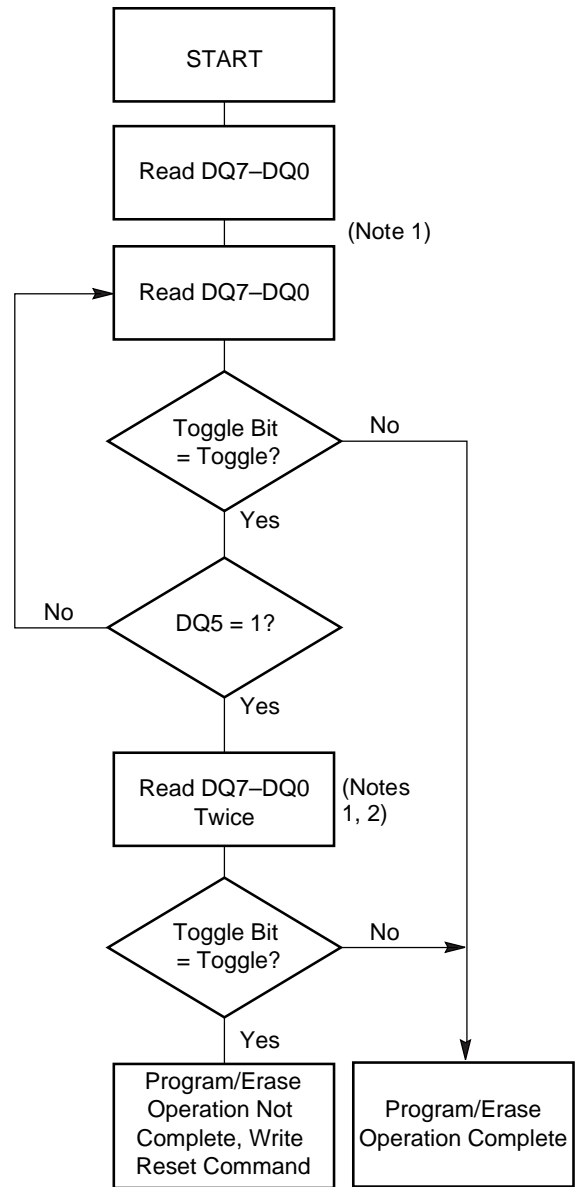 START
Read DQ7–DQ0
(Note 1)
Read DQ7–DQ0
Toggle Bit
= Toggle?
No
Yes
No
DQ5 = 1?
Yes
Read DQ7–DQ0
Twice
(Notes
1, 2)
Toggle Bit
= Toggle?
No
Yes
Program/Erase
Operation Not
Complete, Write
Reset Command
Program/Erase
Operation Complete